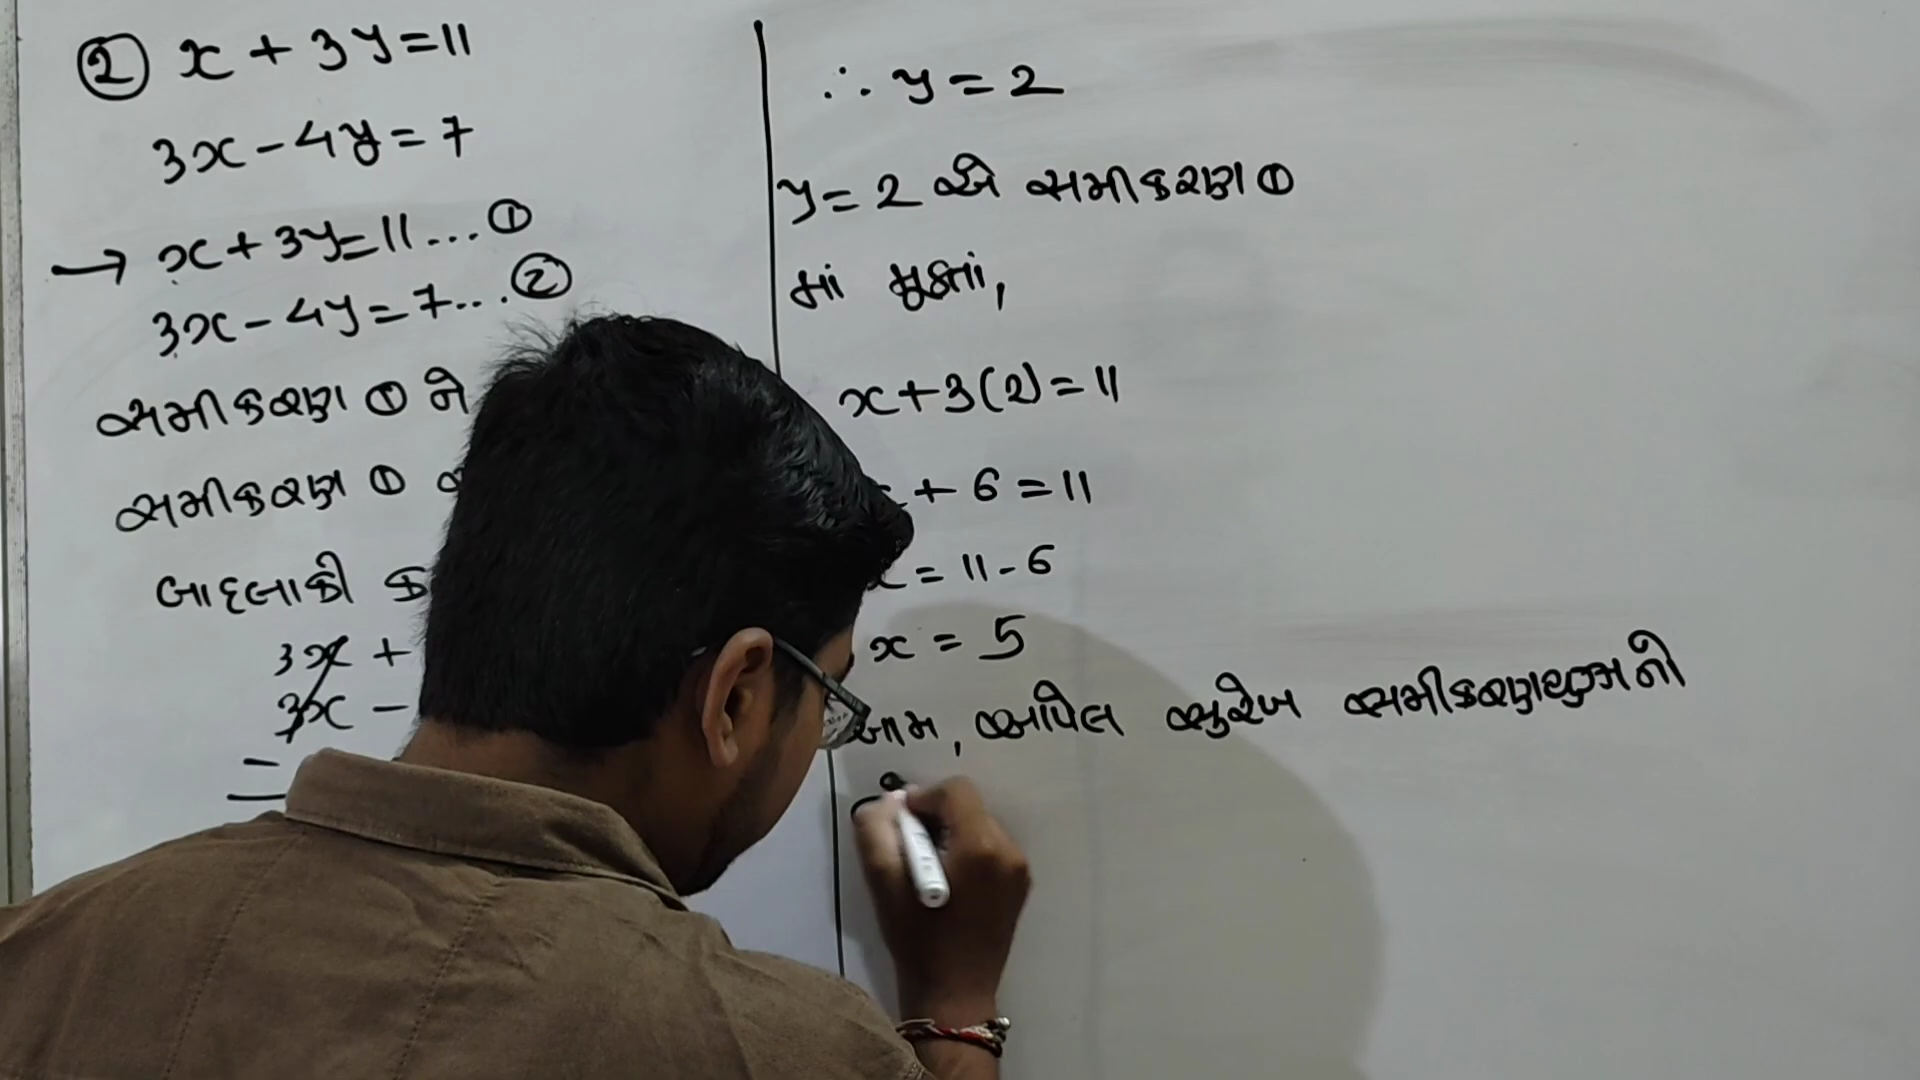 ② x + 3y = 11
3x - 4y = 7
→ x + 3y = 11 ... ①
3x - 4y = 7 ... ②
સમીકરણ ① ને
સમીકરણ ①
બાદબાકી
3x +
3x -
=
∴ y = 2
y = 2 એ સમીકરણ ①
માં મૂકતાં,
x + 3(2) = 11
x + 6 = 11
x = 11 - 6
x = 5
આમ, આપેલ સુરેખ સમીકરણયુગ્મનો